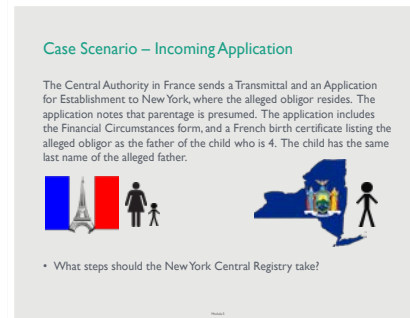 Case Scenario – Incoming Application
The Central Authority in France sends a Transmittal and an Application
for Establishment to New York, where the alleged obligor resides. The
application notes that parentage is presumed. The application includes
the Financial Circumstances form, and a French birth certificate listing the
alleged obligor as the father of the child who is 4. The child has the same
last name of the alleged father.
• What steps should the New York Central Registry take?